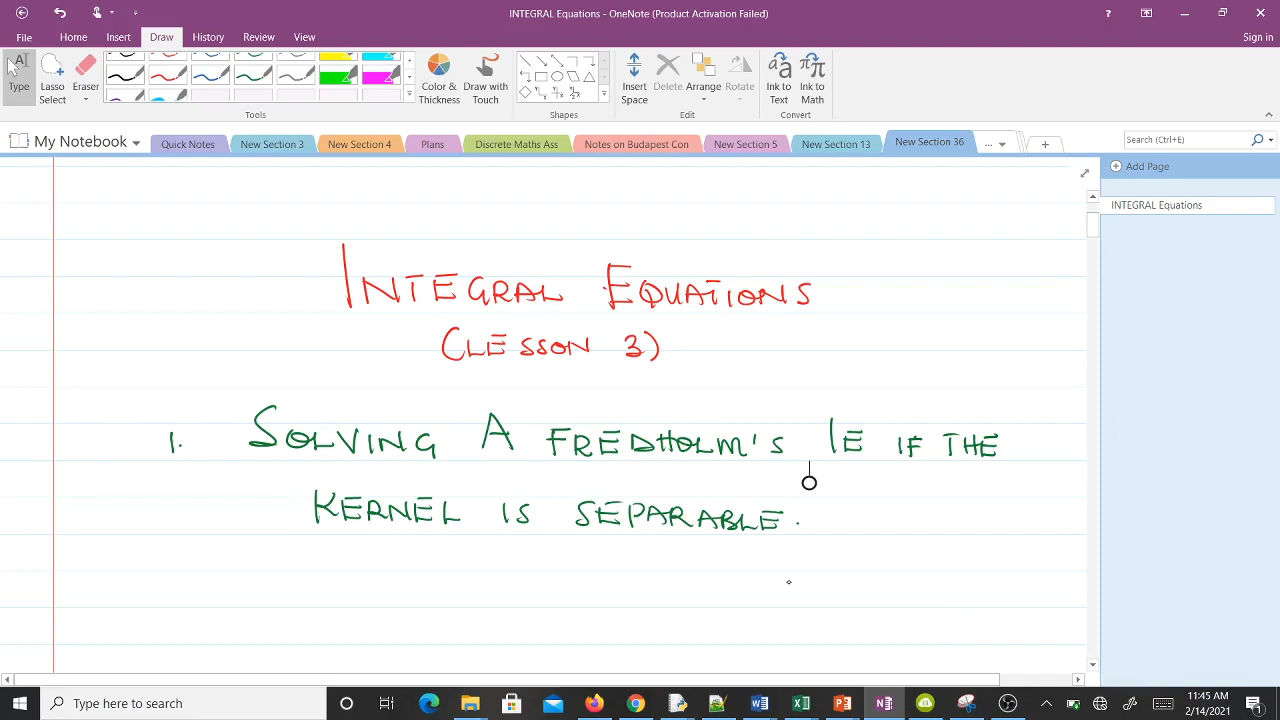 INTEGRAL Equations - OneNote (Product Activation Failed)
File Home Insert Draw History Review View
Sign in
Type
Lasso Select
Eraser
Color & Thickness
Draw with Touch
Insert Space
Delete
Arrange
Rotate
Ink to Text
Ink to Math
Tools
Shapes
Edit
Convert
My Notebook
Quick Notes
New Section 3
New Section 4
Plans
Discrete Maths Ass
Notes on Budapest Con
New Section 5
New Section 13
New Section 36
...
Search (Ctrl+E)
Add Page
INTEGRAL Equations
INTEGRAL EQUATIONS
(LESSON 3)
1. SOLVING A FREDHOLM'S IE IF THE
KERNEL IS SEPARABLE.
Type here to search
11:45 AM
2/14/2021